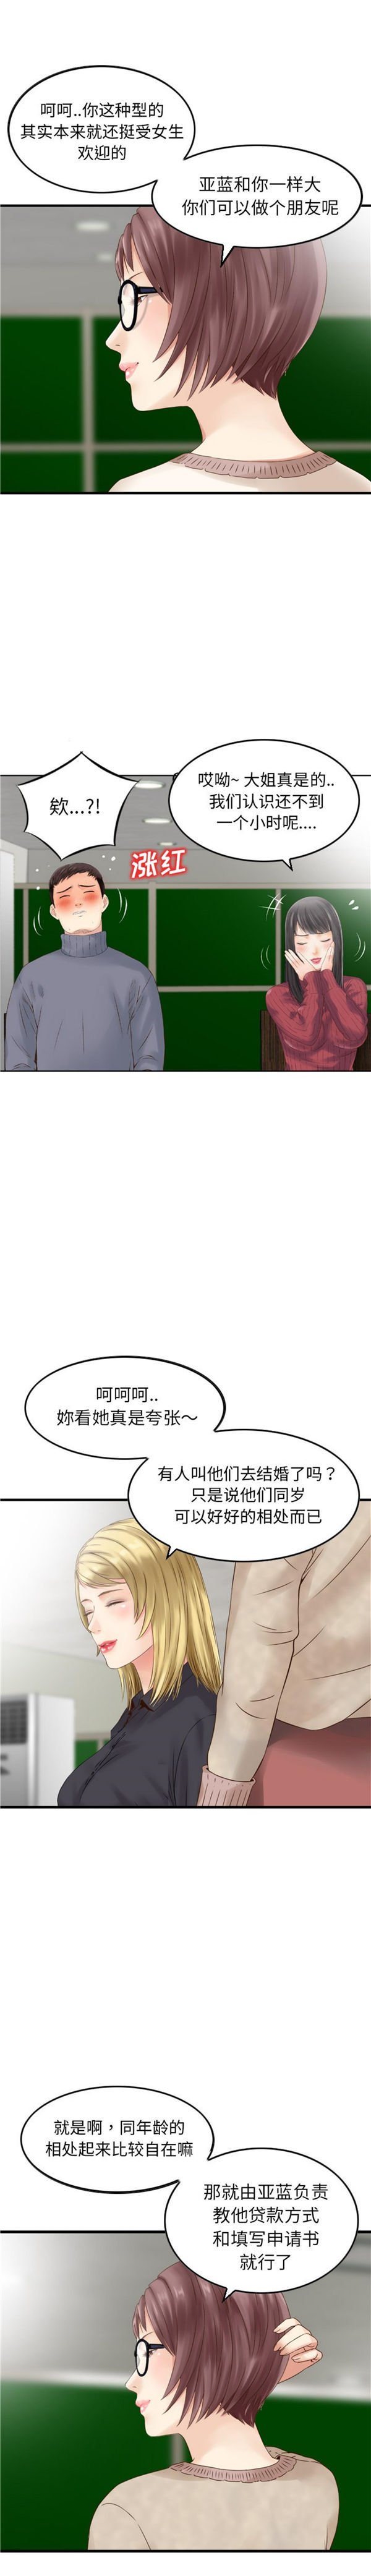 呵呵..你这种型的
其实本来就还挺受女生
欢迎的
亚蓝和你一样大
你们可以做个朋友呢
欸...?!
哎呦~ 大姐真是的..
我们认识还不到
一个小时呢....
涨红
呵呵呵..
妳看她真是夸张～
有人叫他们去结婚了吗？
只是说他们同岁
可以好好的相处而已
就是啊，同年龄的
相处起来比较自在嘛
那就由亚蓝负责
教他贷款方式
和填写申请书
就行了